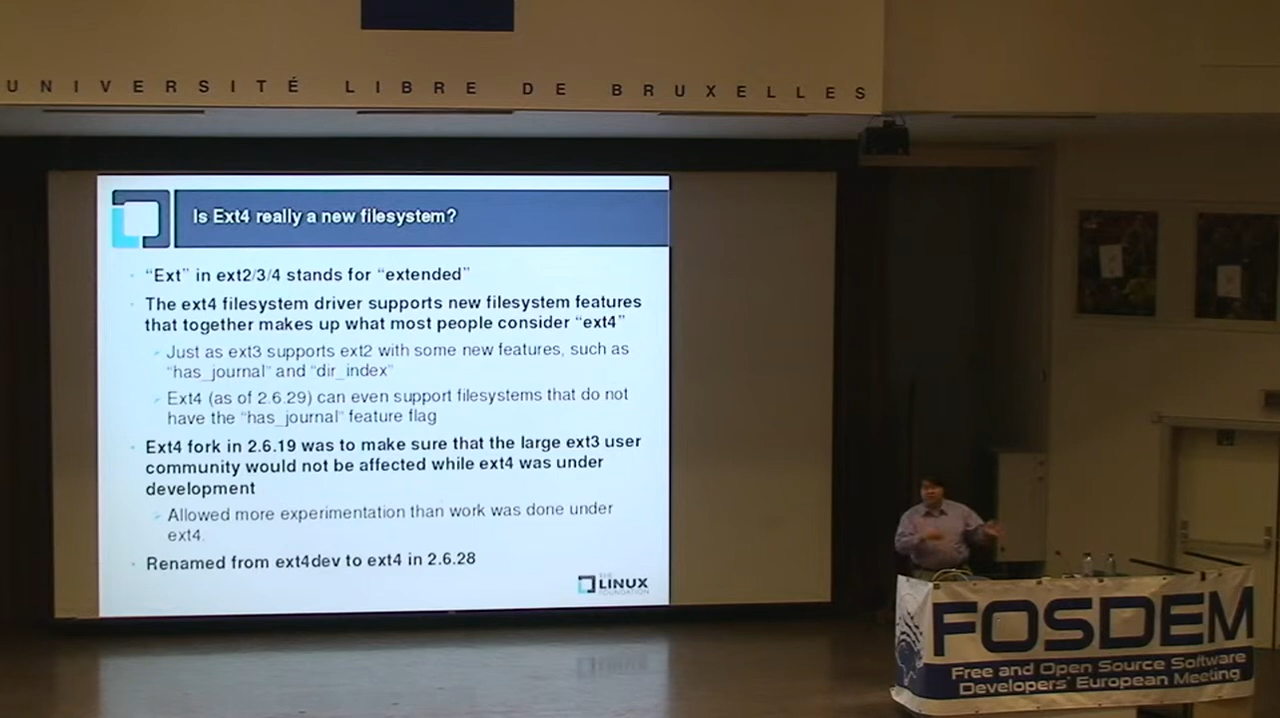 UNIVERSITÉ LIBRE DE BRUXELLES
Is Ext4 really a new filesystem?
“Ext” in ext2/3/4 stands for “extended”
The ext4 filesystem driver supports new filesystem features
that together makes up what most people consider “ext4”
Just as ext3 supports ext2 with some new features, such as
“has_journal” and “dir_index”
Ext4 (as of 2.6.29) can even support filesystems that do not
have the “has_journal” feature flag
Ext4 fork in 2.6.19 was to make sure that the large ext3 user
community would not be affected while ext4 was under
development
Allowed more experimentation than work was done under
ext4.
Renamed from ext4dev to ext4 in 2.6.28
THE
LINUX
FOUNDATION
FOSDEM
Free and Open Source Software
Developers' European Meeting